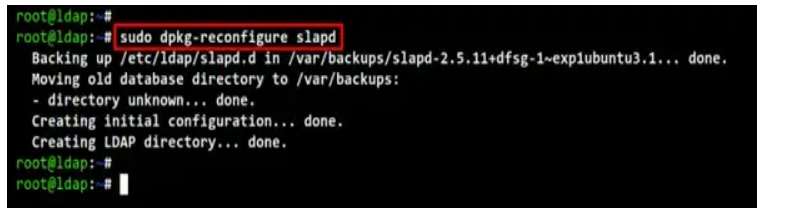 root@ldap:~#
root@ldap:~# sudo dpkg-reconfigure slapd
  Backing up /etc/ldap/slapd.d in /var/backups/slapd-2.5.11+dfsg-1~exp1ubuntu3.1... done.
  Moving old database directory to /var/backups:
  - directory unknown... done.
  Creating initial configuration... done.
  Creating LDAP directory... done.
root@ldap:~#
root@ldap:~#